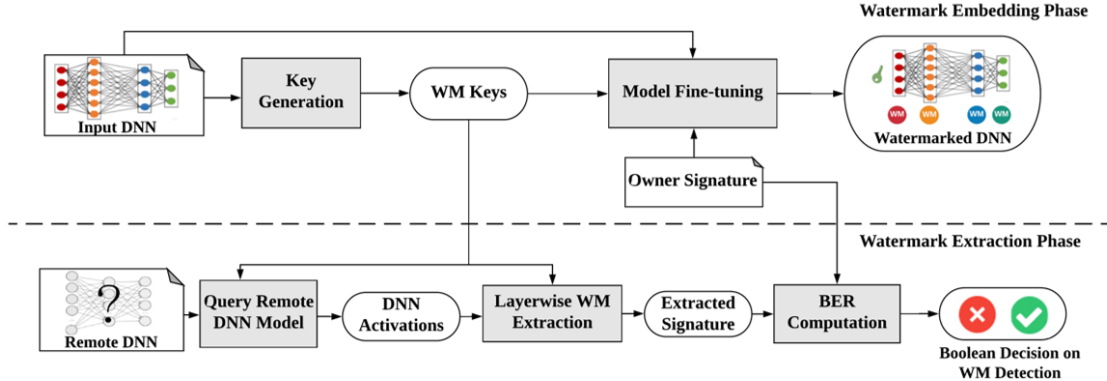 Watermark Embedding Phase
Input DNN
Key
Generation
WM Keys
Model Fine-tuning
WM WM WM WM
Watermarked DNN
Owner Signature
Watermark Extraction Phase
?
Remote DNN
Query Remote
DNN Model
DNN
Activations
Layerwise WM
Extraction
Extracted
Signature
BER
Computation
Boolean Decision on
WM Detection